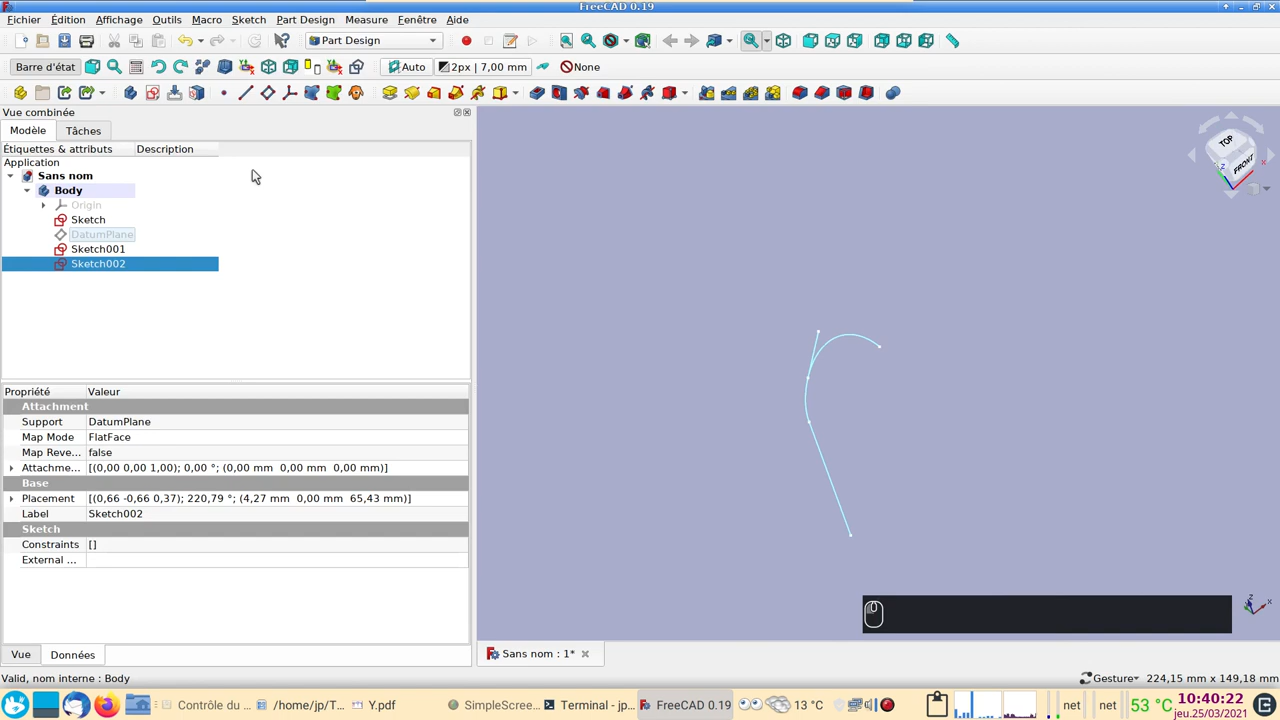 FreeCAD 0.19
Fichier Édition Affichage Outils Macro Sketch Part Design Measure Fenêtre Aide
Part Design
Barre d'état Auto 2px | 7,00 mm None
Vue combinée
Modèle Tâches
Étiquettes & attributs Description
Application
Sans nom
Body
Origin
Sketch
DatumPlane
Sketch001
Sketch002
TOP
FRONT
Z X
Propriété Valeur
Attachment
Support DatumPlane
Map Mode FlatFace
Map Reve... false
Attachme... [(0,00 0,00 1,00); 0,00 °; (0,00 mm 0,00 mm 0,00 mm)]
Base
Placement [(0,66 -0,66 0,37); 220,79 °; (4,27 mm 0,00 mm 65,43 mm)]
Label Sketch002
Sketch
Constraints []
External ...
Vue Données
Sans nom : 1*
Valid, nom interne : Body
Gesture 224,15 mm x 149,18 mm
Contrôle du ... /home/jp/T... Y.pdf SimpleScree... Terminal - jp... FreeCAD 0.19 13 °C net net 53 °C 10:40:22
jeu.25/03/2021